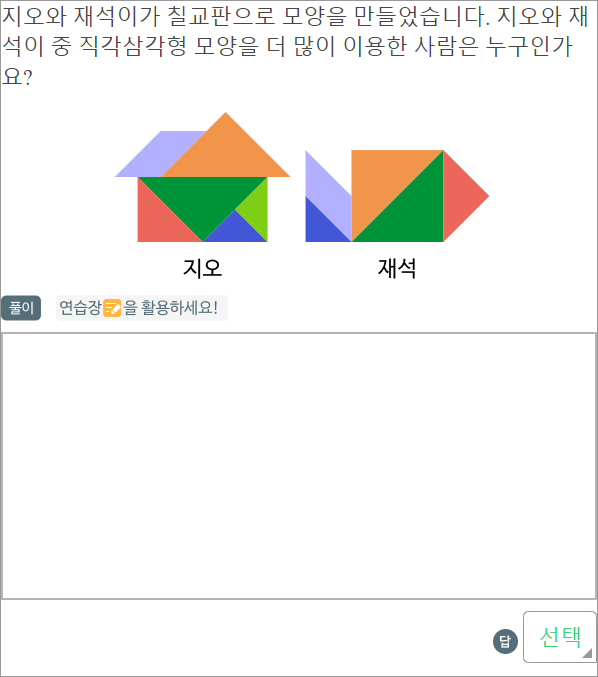 지오와 재석이가 칠교판으로 모양을 만들었습니다. 지오와 재
석이 중 직각삼각형 모양을 더 많이 이용한 사람은 누구인가
요?
지오
재석
풀이
연습장을 활용하세요!
답
선택